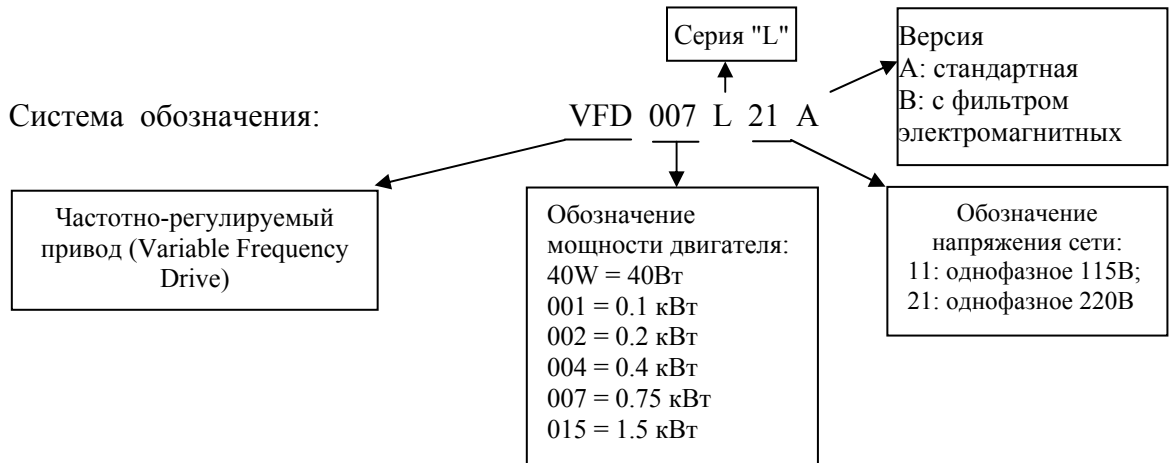 Серия "L"
Версия
А: стандартная
В: с фильтром
электромагнитных
Система обозначения:
VFD 007 L 21 A
Частотно-регулируемый
привод (Variable Frequency
Drive)
Обозначение
мощности двигателя:
40W = 40Вт
001 = 0.1 кВт
002 = 0.2 кВт
004 = 0.4 кВт
007 = 0.75 кВт
015 = 1.5 кВт
Обозначение
напряжения сети:
11: однофазное 115В;
21: однофазное 220В